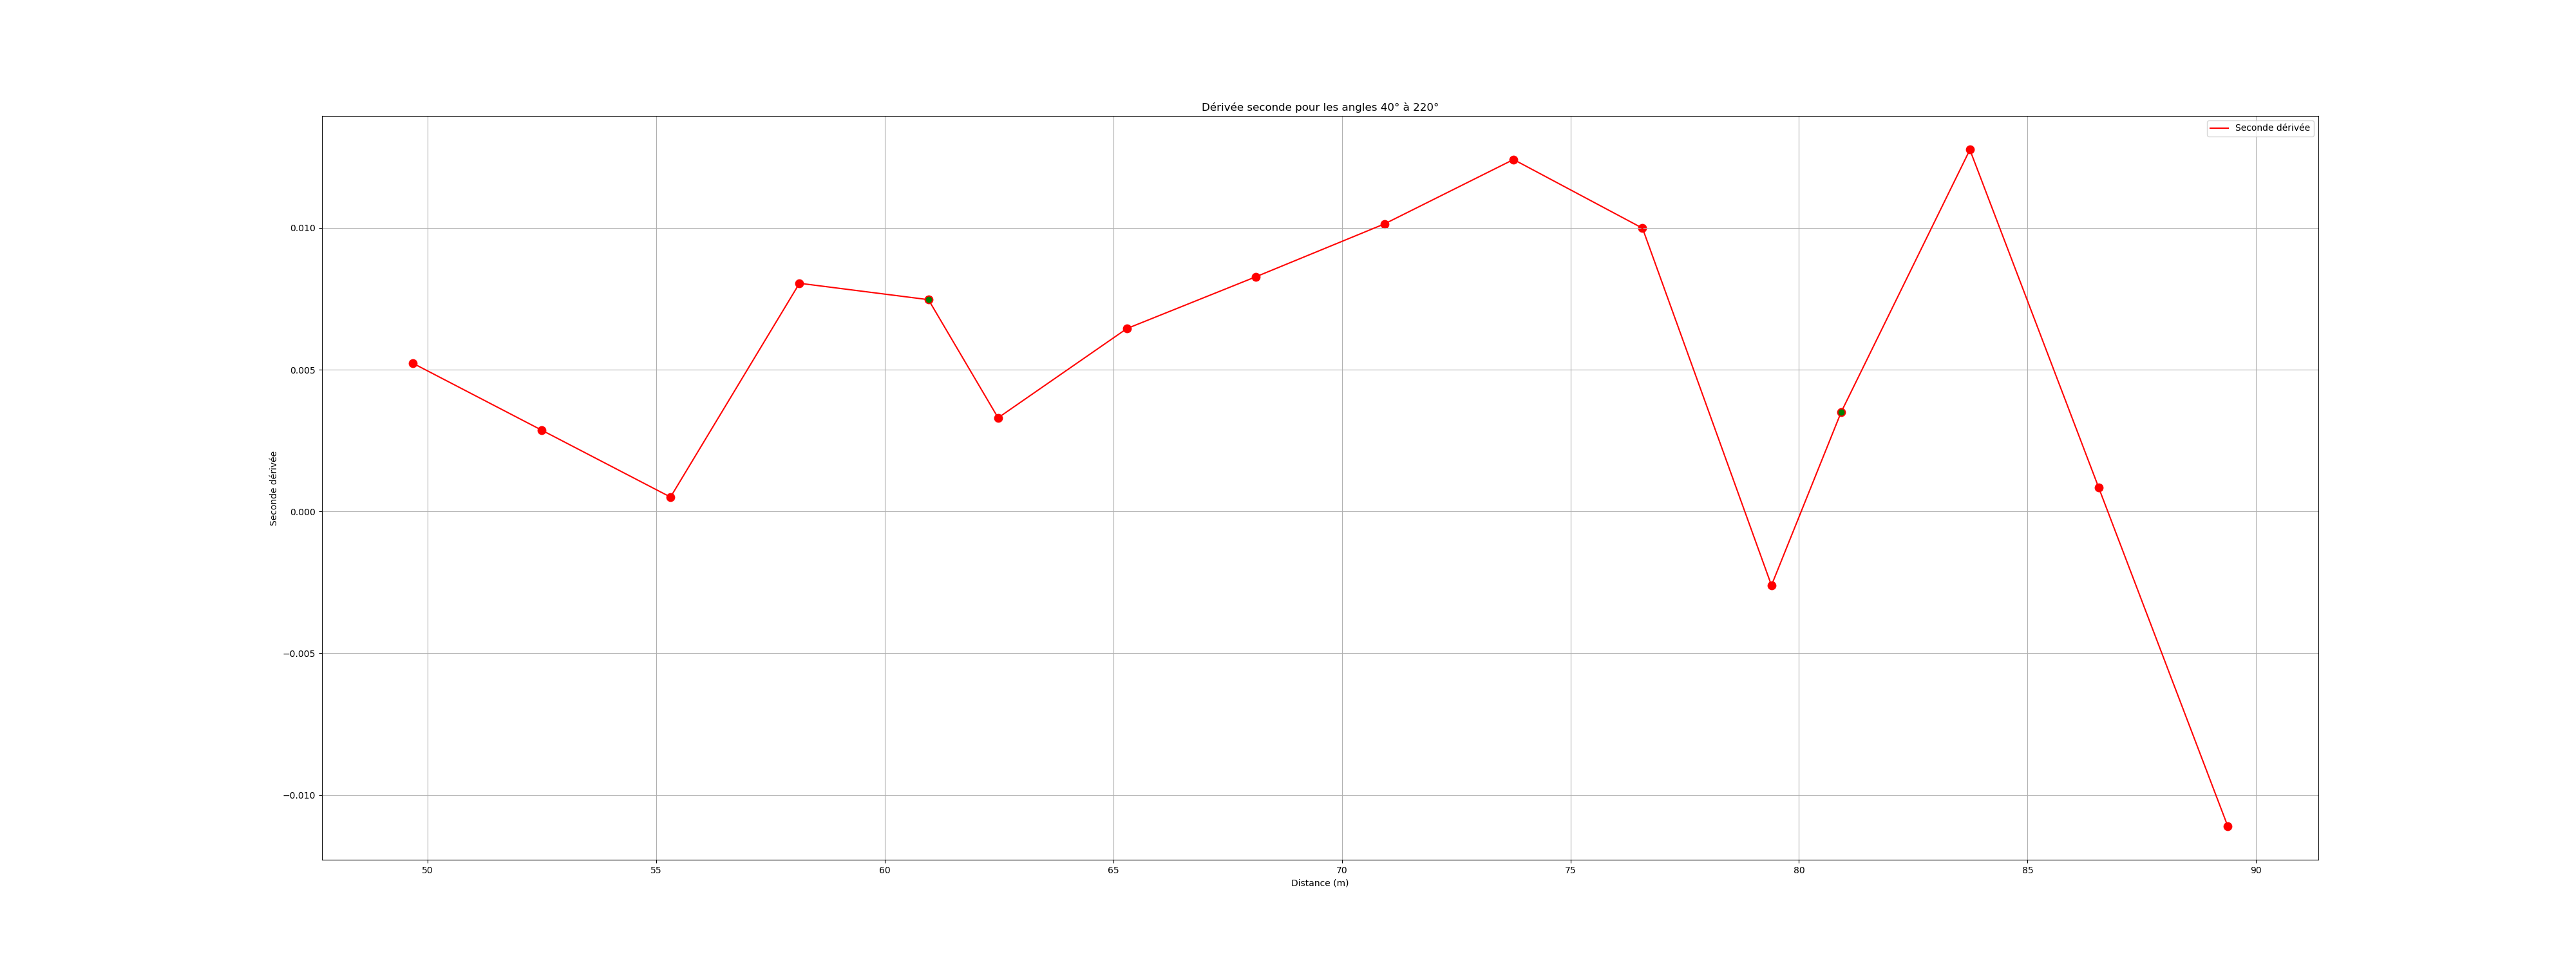 Dérivée seconde pour les angles 40° à 220°
Seconde dérivée
0.010
0.005
0.000
−0.005
−0.010
Seconde dérivée
50 55 60 65 70 75 80 85 90
Distance (m)